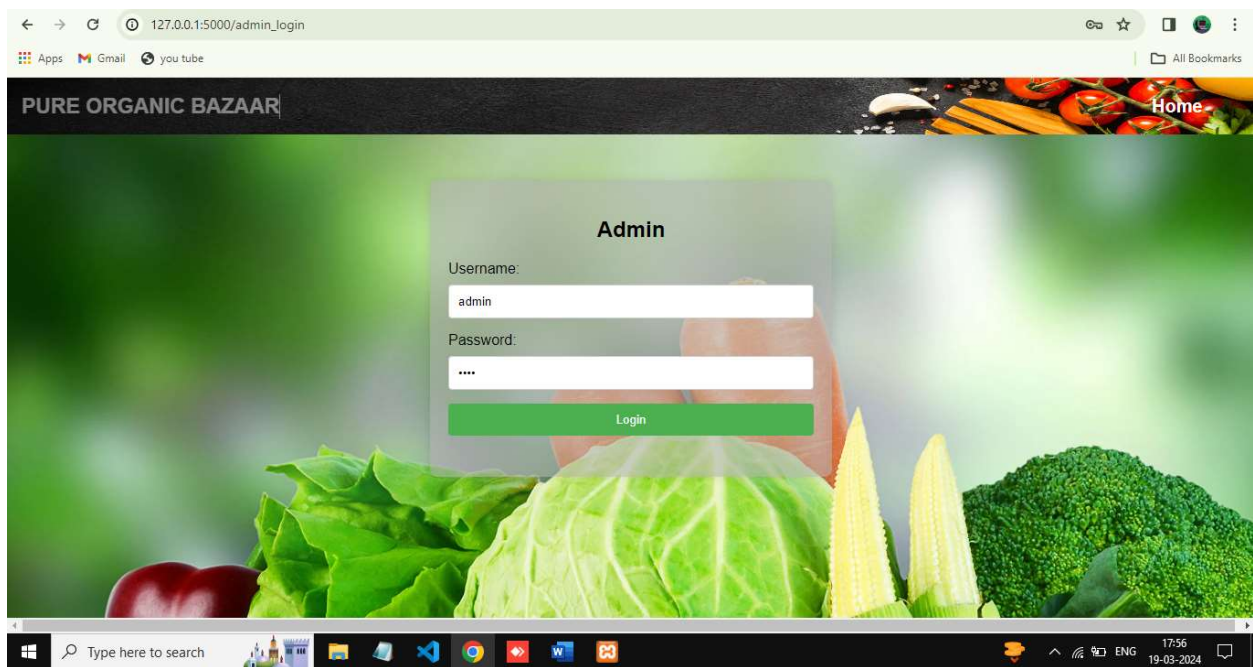 127.0.0.1:5000/admin_login
Apps Gmail you tube All Bookmarks
PURE ORGANIC BAZAAR Home
Admin
Username:
admin
Password:
••••
Login
Type here to search ENG 17:56
19-03-2024